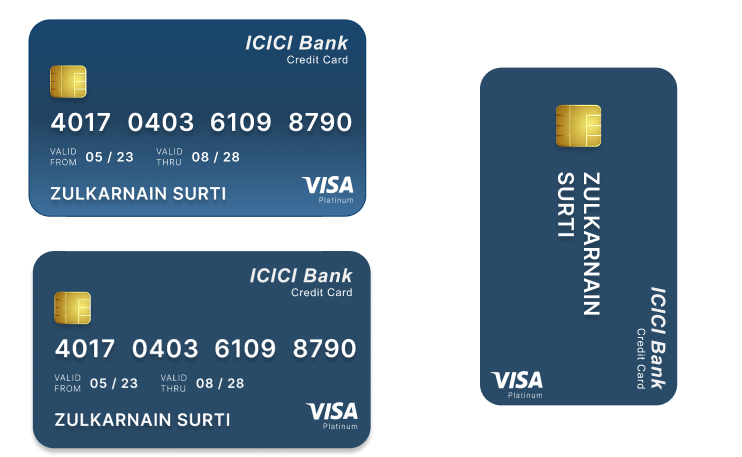 ICICI Bank
Credit Card
4017 0403 6109 8790
VALID FROM 05 / 23 VALID THRU 08 / 28
ZULKARNAIN SURTI
VISA
Platinum
ICICI Bank
Credit Card
4017 0403 6109 8790
VALID FROM 05 / 23 VALID THRU 08 / 28
ZULKARNAIN SURTI
VISA
Platinum
ZULKARNAIN
SURTI
ICICI Bank
Credit Card
VISA
Platinum